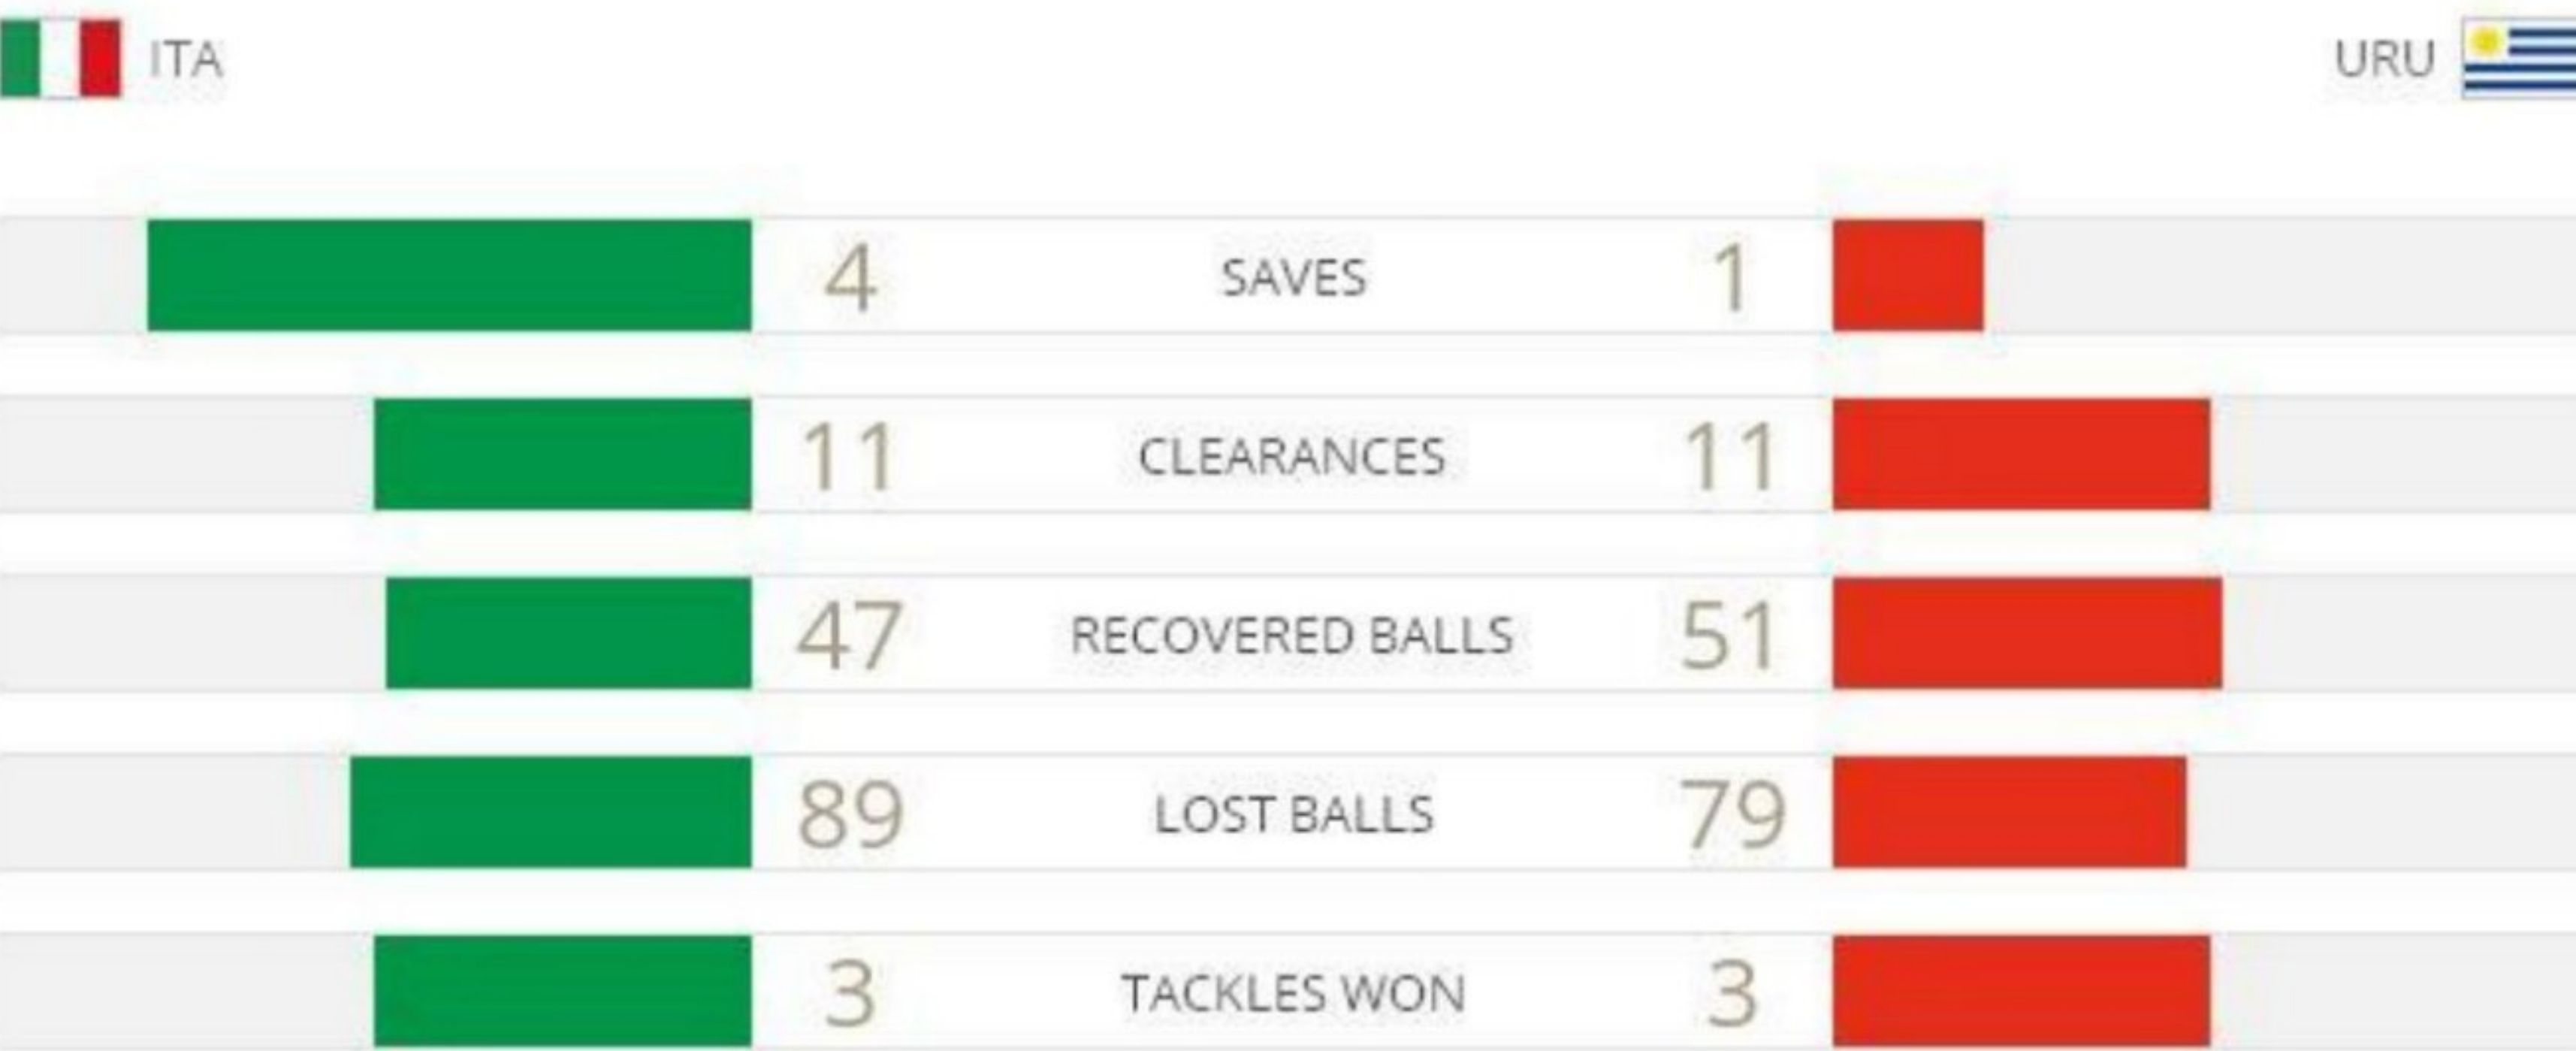 ITA URU
4 SAVES 1
11 CLEARANCES 11
47 RECOVERED BALLS 51
89 LOST BALLS 79
3 TACKLES WON 3